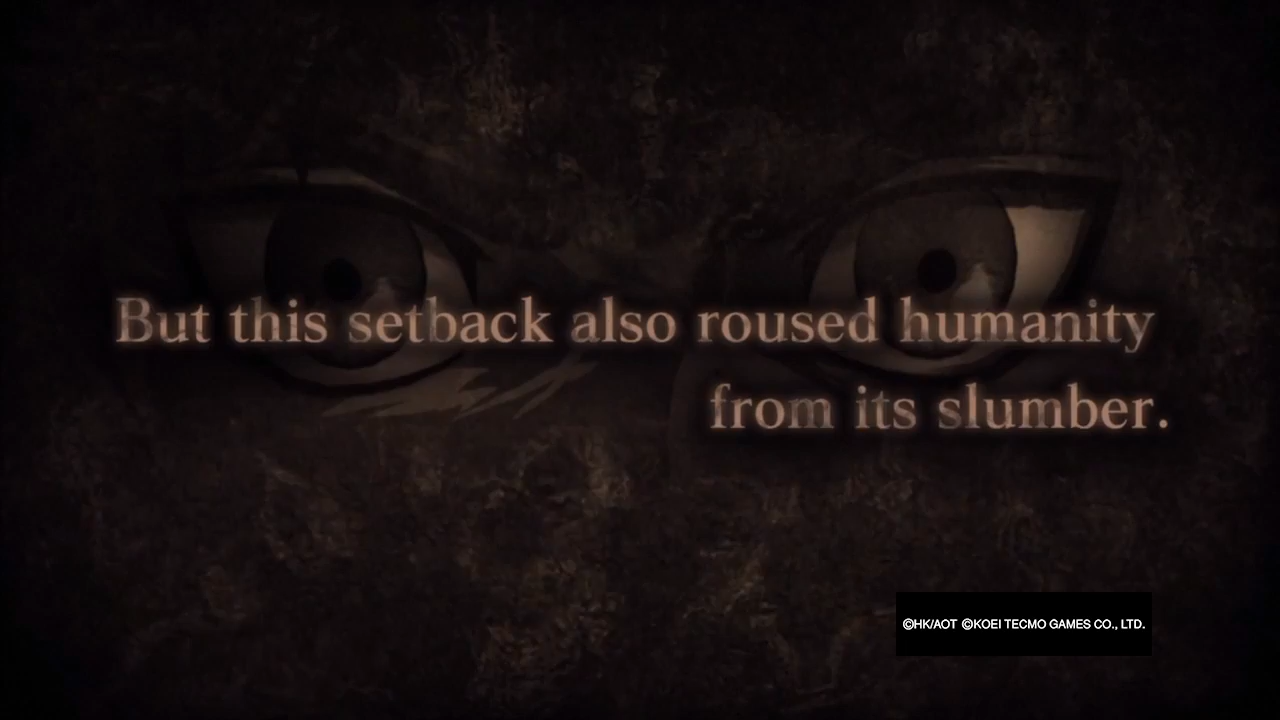 But this setback also roused humanity
from its slumber.
©HK/AOT ©KOEI TECMO GAMES CO., LTD.